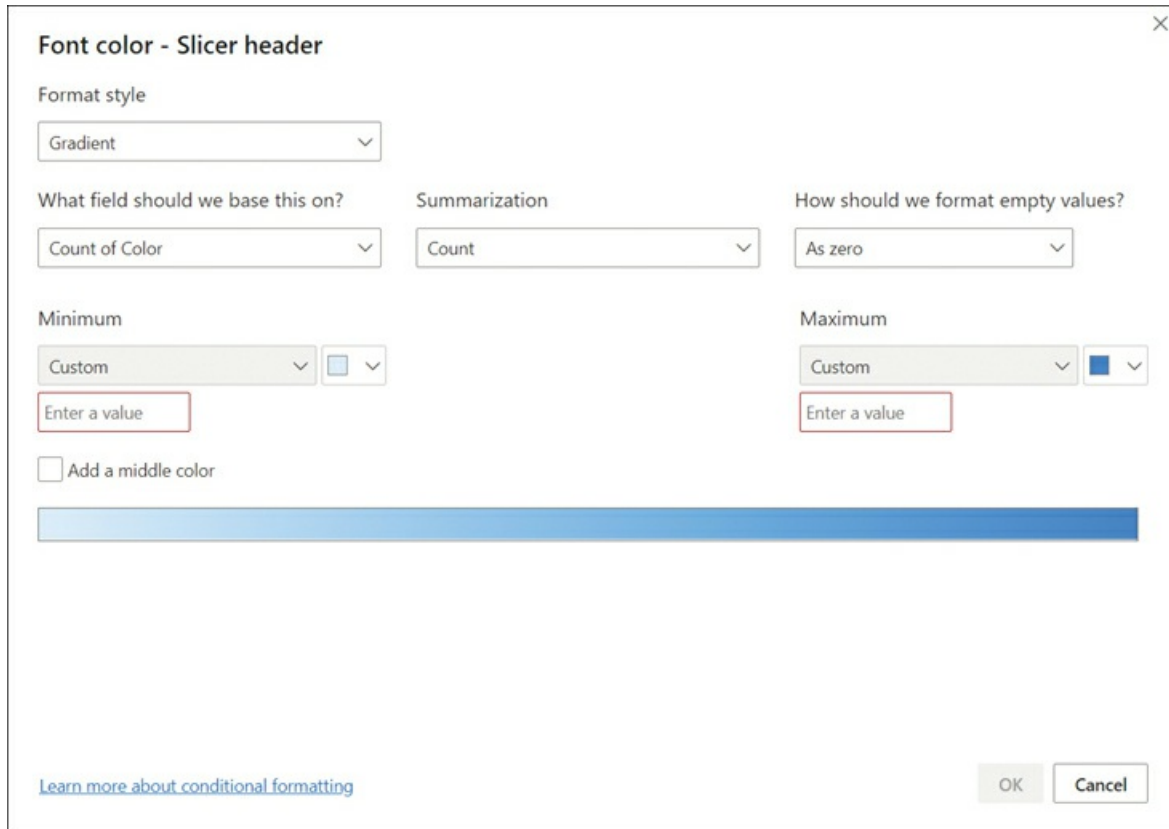 Font color - Slicer header
Format style
Gradient
What field should we base this on? Summarization How should we format empty values?
Count of Color Count As zero
Minimum Maximum
Custom Custom
Enter a value Enter a value
Add a middle color
Learn more about conditional formatting OK Cancel